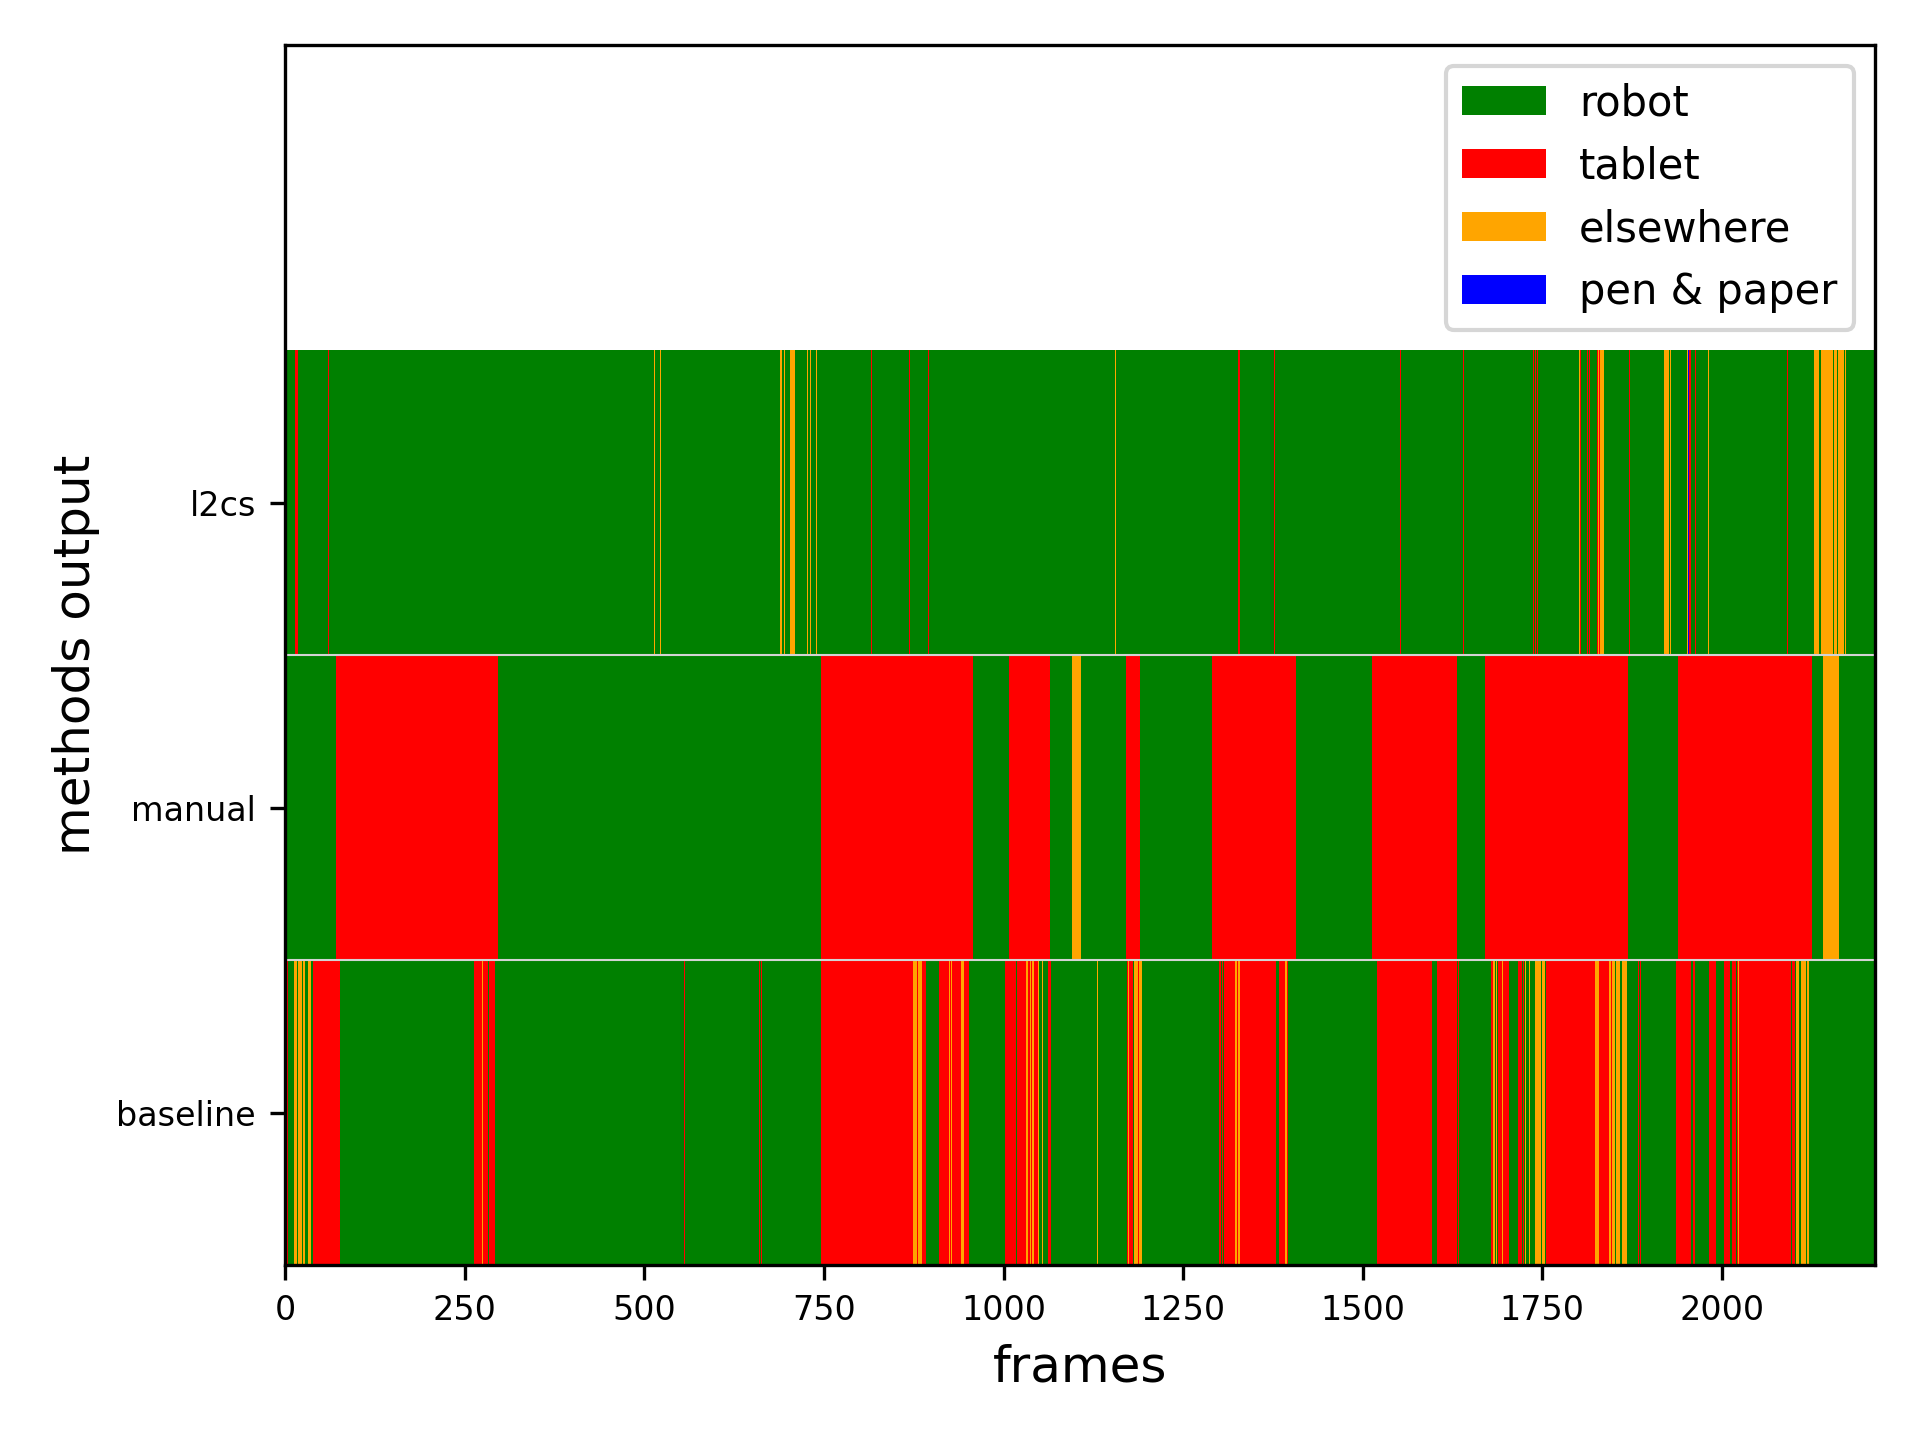 robot
tablet
elsewhere
pen & paper
methods output
l2cs
manual
baseline
0 250 500 750 1000 1250 1500 1750 2000
frames